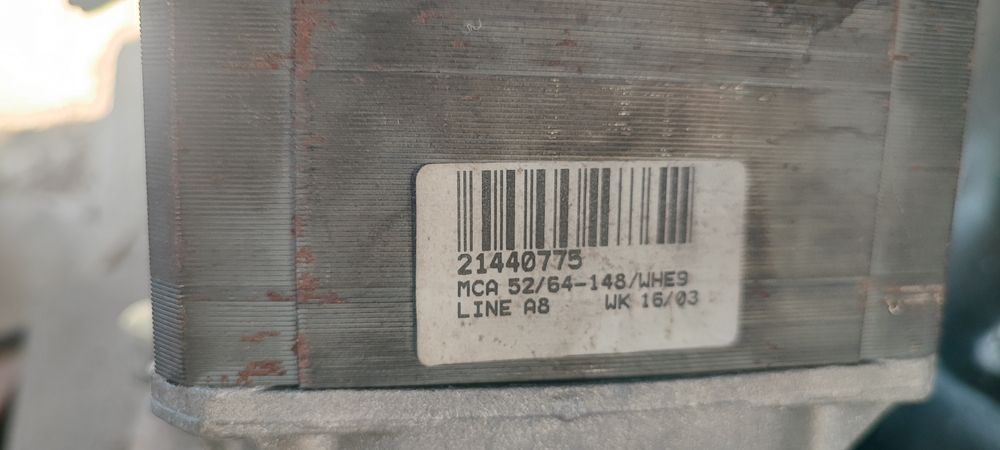 21440775
MCA 52/64-148/WHE9
LINE A8 WK 16/03